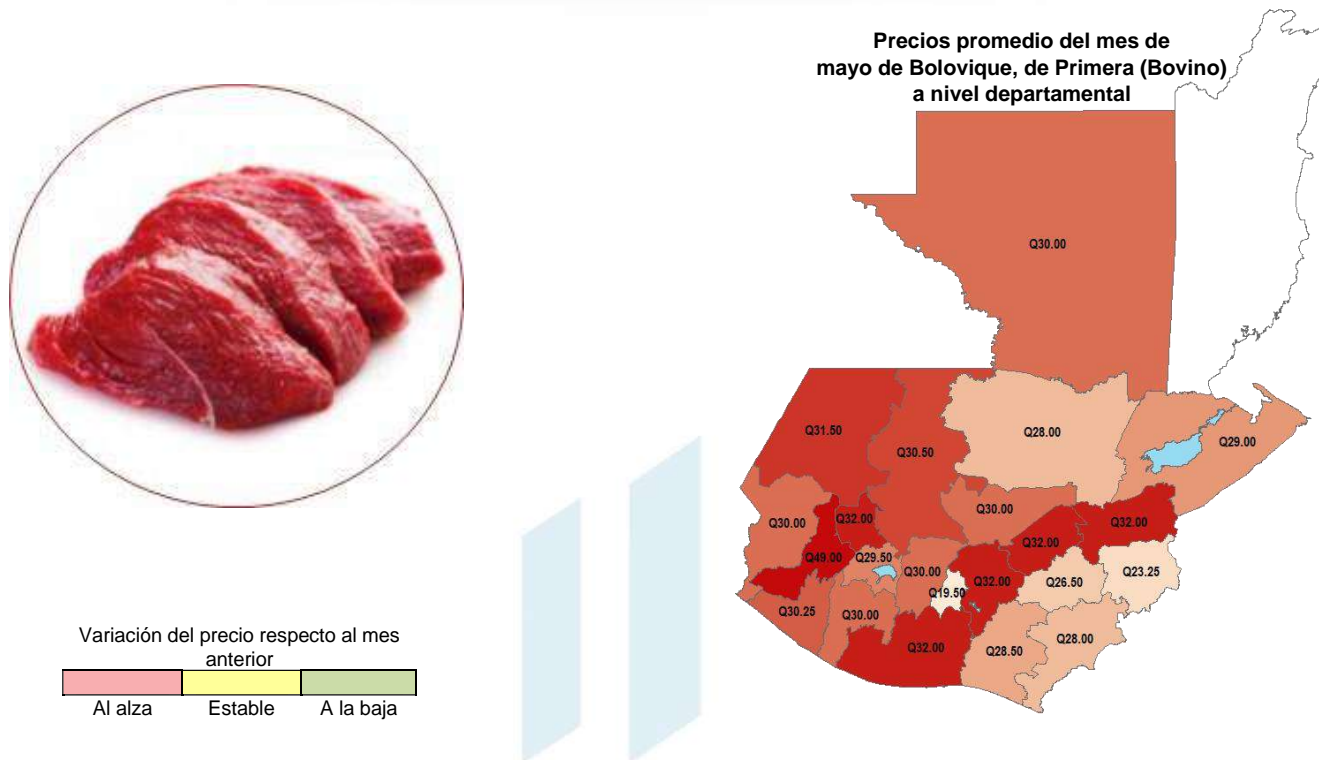 Precios promedio del mes de
mayo de Bolovique, de Primera (Bovino)
a nivel departamental
Q30.00
Q31.50
Q30.50
Q28.00
Q29.00
Q30.00
Q32.00
Q30.00
Q32.00
Q32.00
Q49.00
Q29.50
Q30.00
Q19.50
Q32.00
Q26.50
Q23.25
Q30.25
Q30.00
Q32.00
Q28.50
Q28.00
Variación del precio respecto al mes
anterior
Al alza
Estable
A la baja